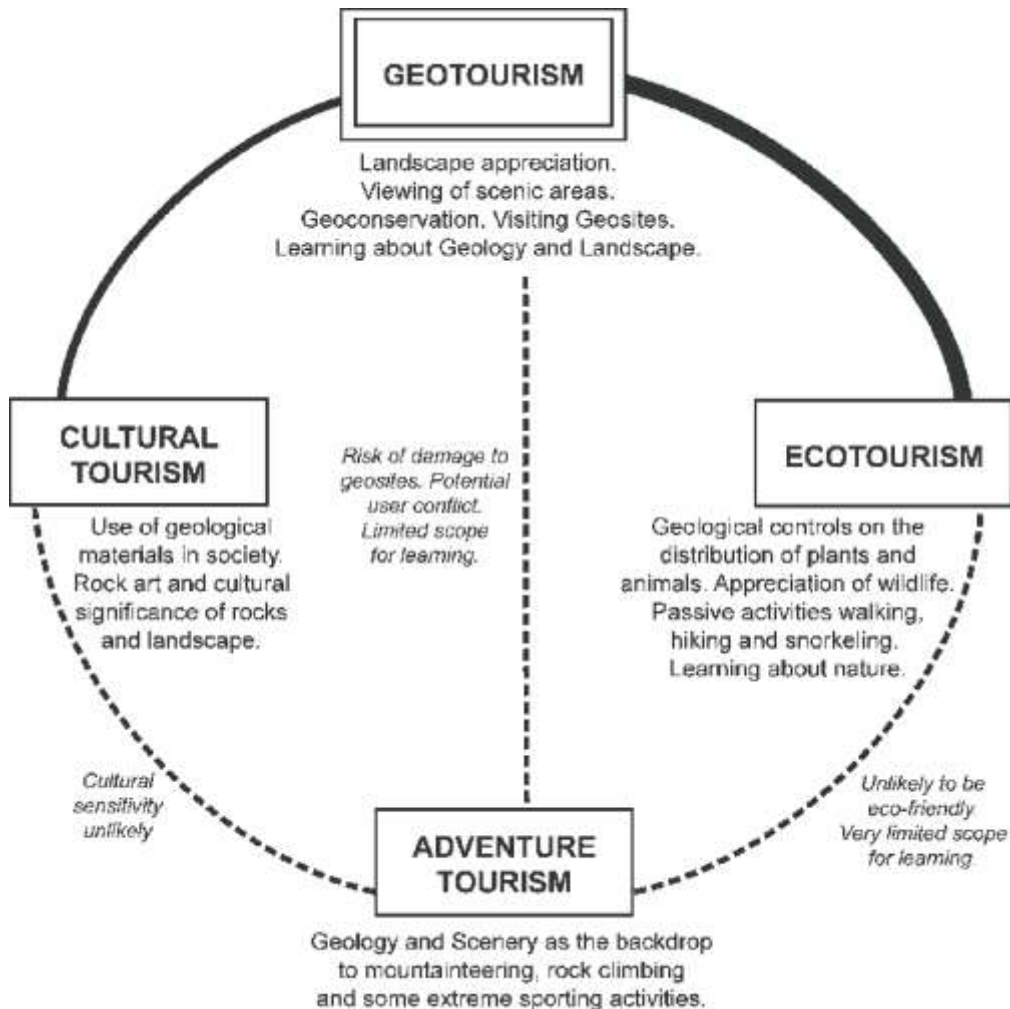 GEOTOURISM
Landscape appreciation.
Viewing of scenic areas.
Geoconservation. Visiting Geosites.
Learning about Geology and Landscape.
CULTURAL
TOURISM
Use of geological
materials in society.
Rock art and cultural
significance of rocks
and landscape.
Risk of damage to
geosites. Potential
user conflict.
Limited scope
for learning.
ECOTOURISM
Geological controls on the
distribution of plants and
animals. Appreciation of wildlife.
Passive activities walking,
hiking and snorkeling.
Learning about nature.
Cultural
sensitivity
unlikely
Unlikely to be
eco-friendly
Very limited scope
for learning
ADVENTURE
TOURISM
Geology and Scenery as the backdrop
to mountainteering, rock climbing
and some extreme sporting activities.